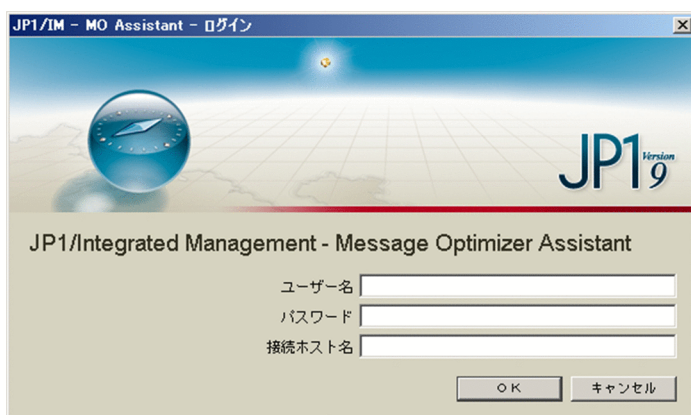 JP1/IM - MO Assistant - ログイン
JP1 Version 9
JP1/Integrated Management - Message Optimizer Assistant
ユーザー名
パスワード
接続ホスト名
OK キャンセル